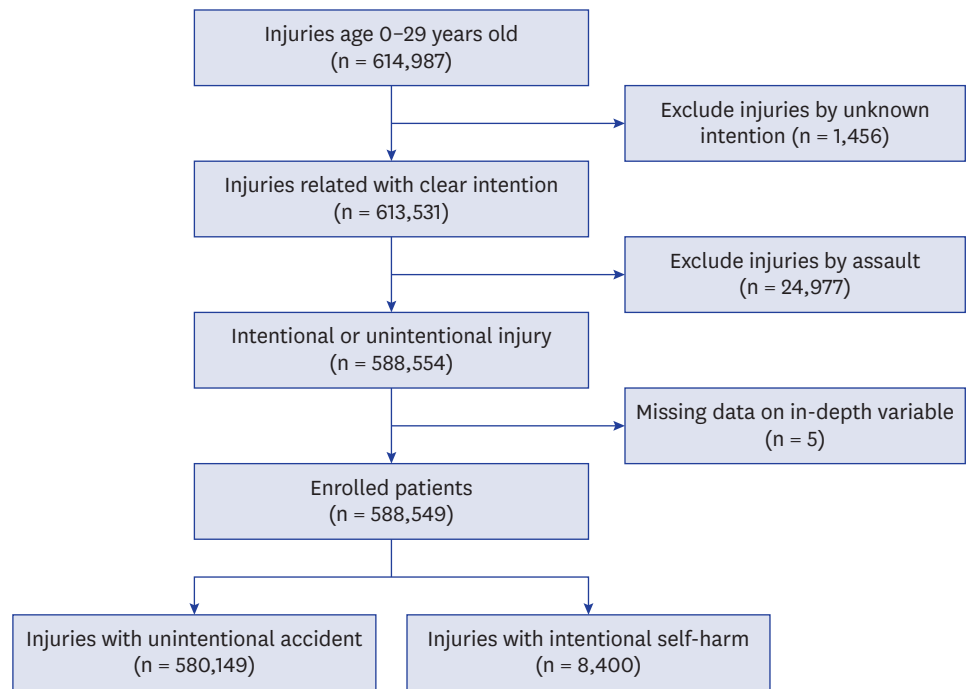 Injuries age 0–29 years old
(n = 614,987)
Exclude injuries by unknown
intention (n = 1,456)
Injuries related with clear intention
(n = 613,531)
Exclude injuries by assault
(n = 24,977)
Intentional or unintentional injury
(n = 588,554)
Missing data on in-depth variable
(n = 5)
Enrolled patients
(n = 588,549)
Injuries with unintentional accident
(n = 580,149)
Injuries with intentional self-harm
(n = 8,400)